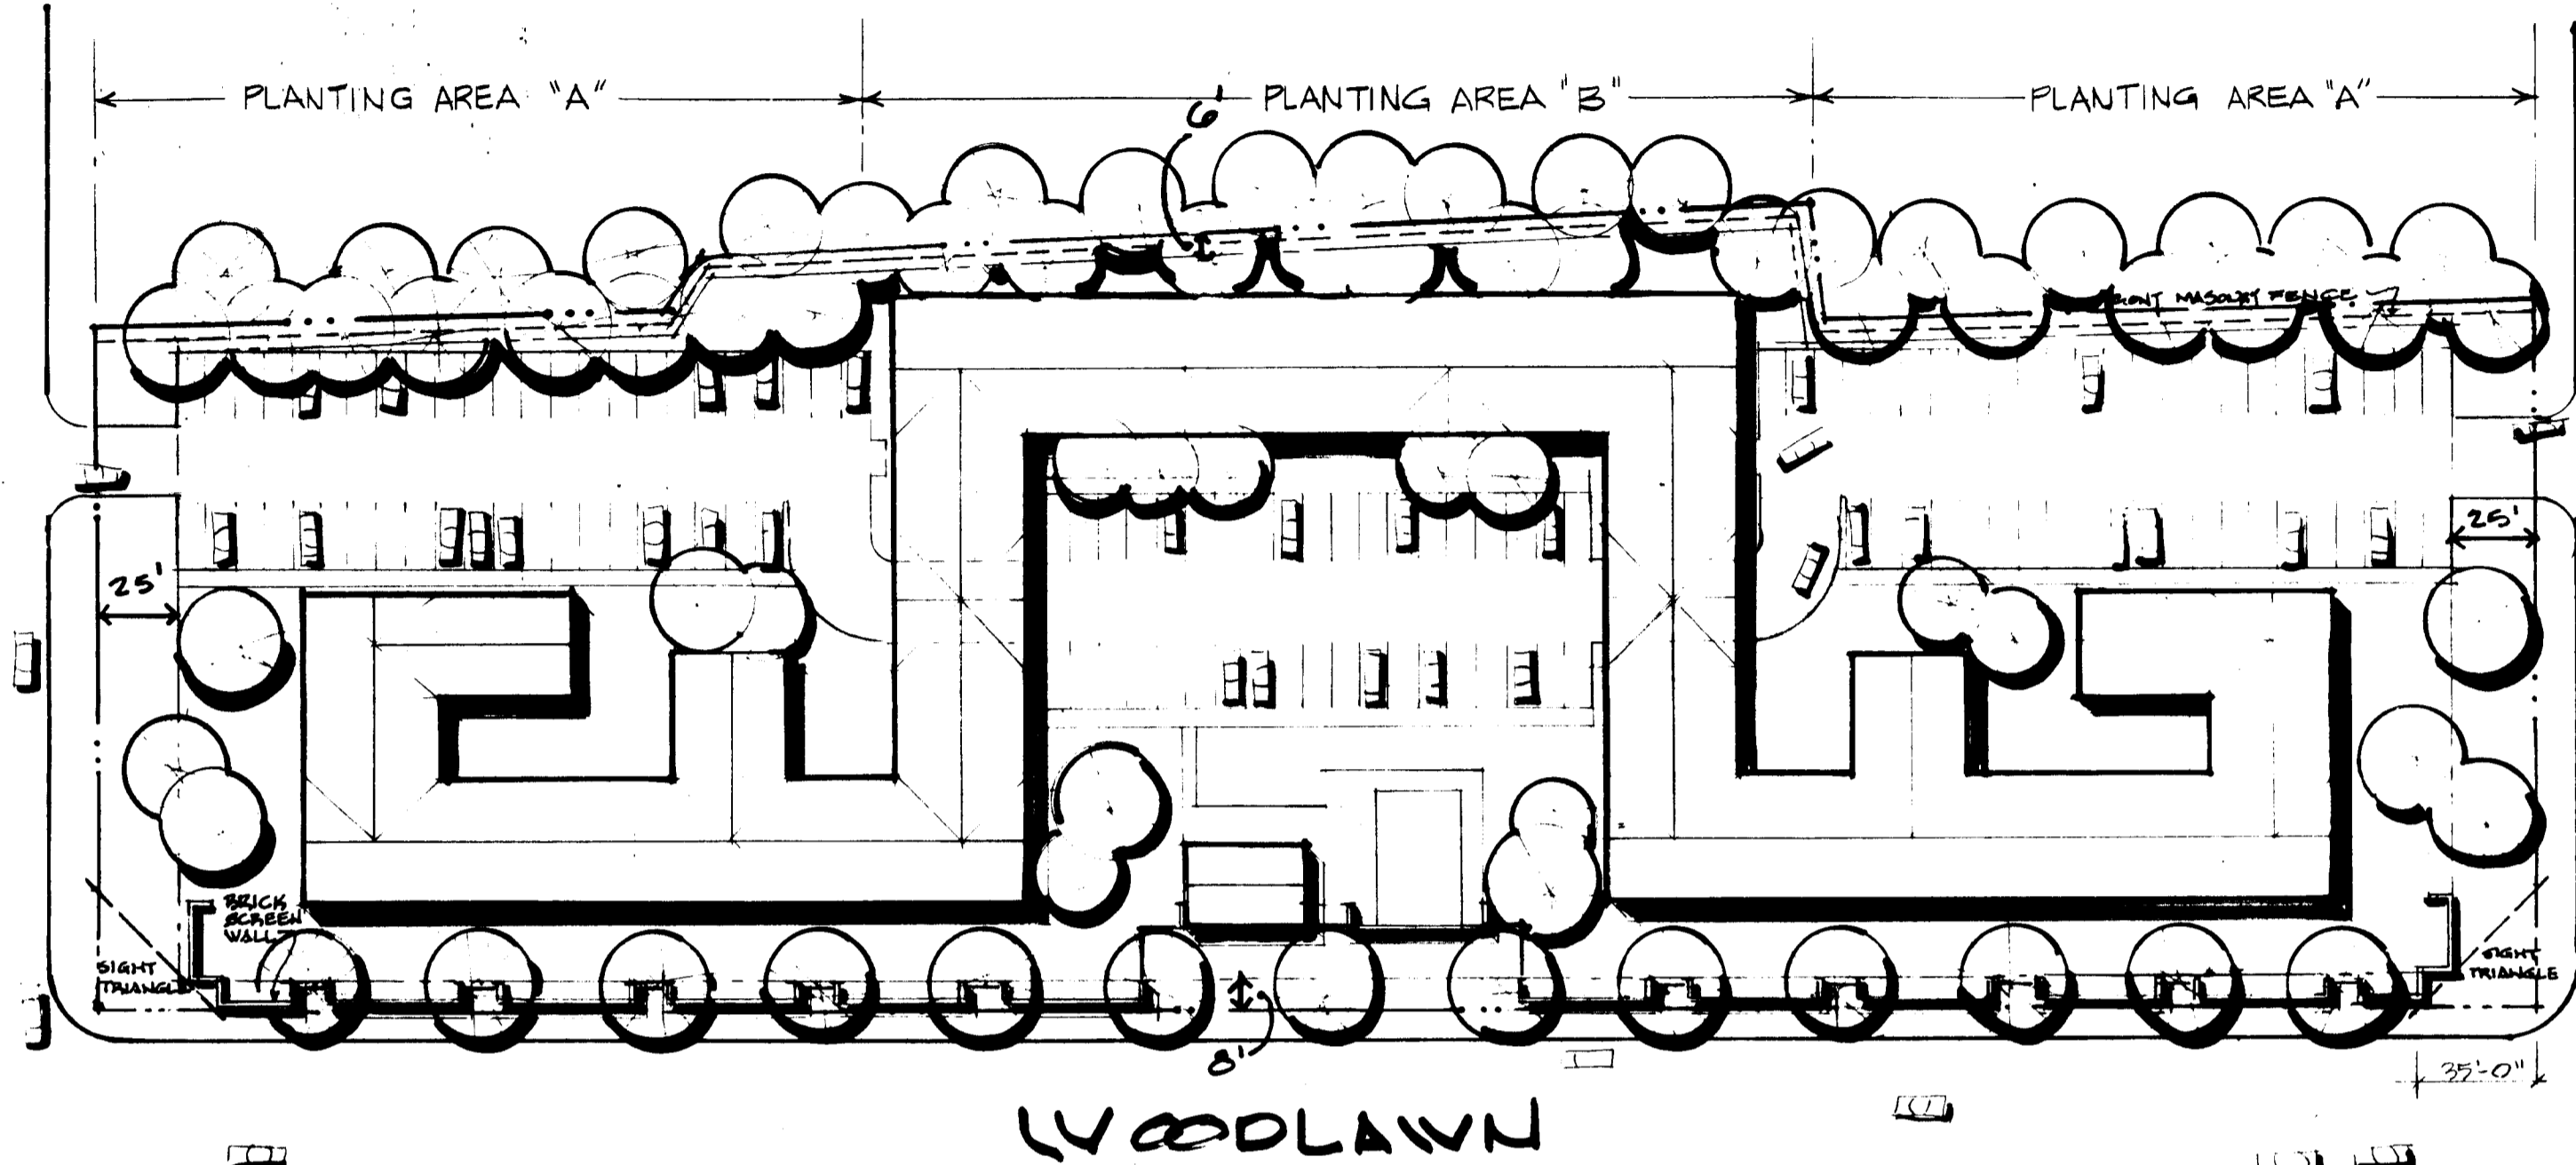 PLANTING AREA "A"
PLANTING AREA "B"
PLANTING AREA "A"
6'
MASONRY FENCE
25'
25'
BRICK
SCREEN
WALL
SIGHT
TRIANGLE
SIGHT
TRIANGLE
8'
35'-0"
WOODLAWN